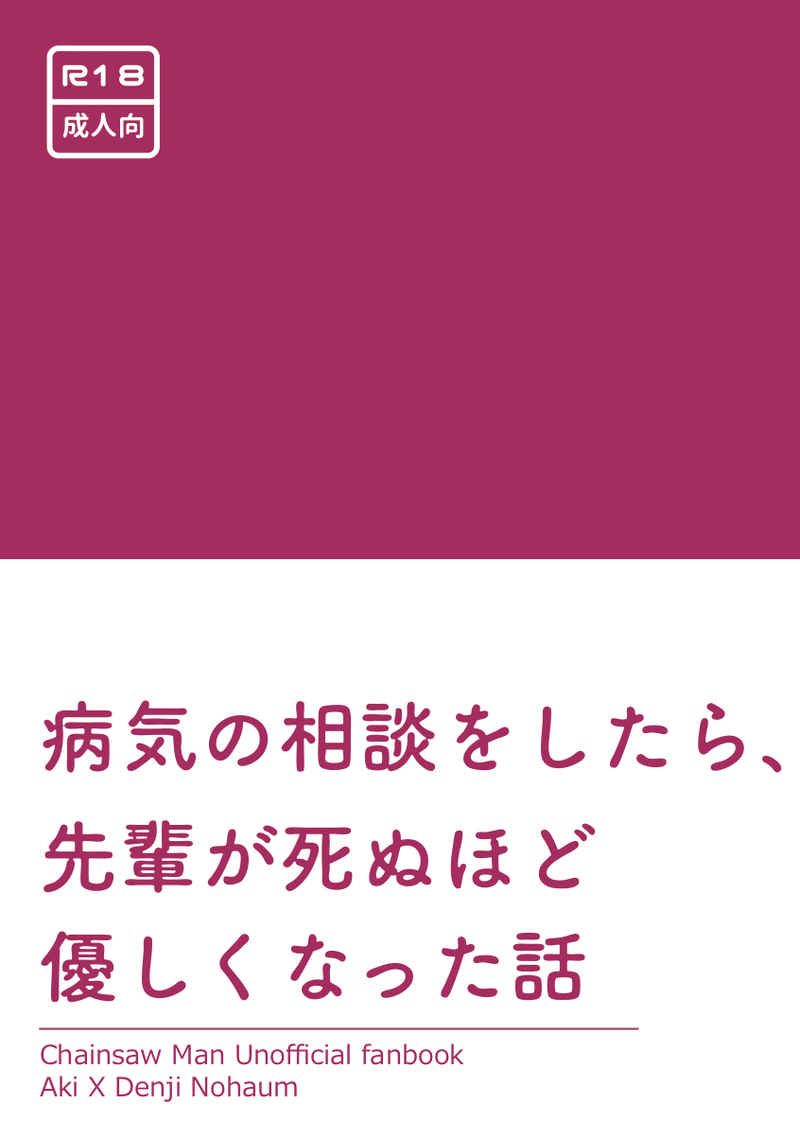 R18
成人向
病気の相談をしたら、
先輩が死ぬほど
優しくなった話
Chainsaw Man Unofficial fanbook
Aki X Denji Nohaum